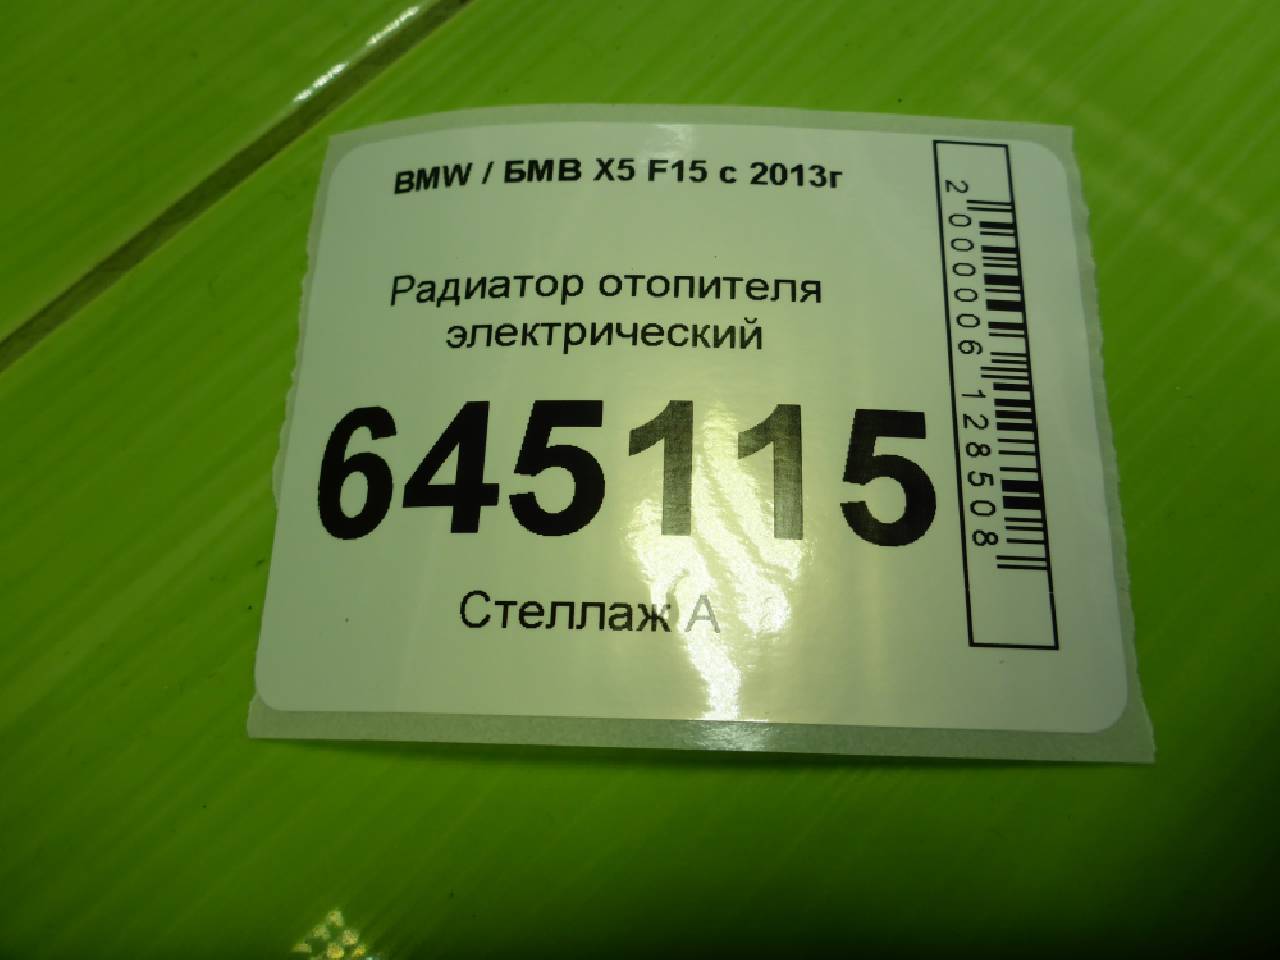 BMW / БМВ X5 F15 с 2013г
Радиатор отопителя
электрический
645115
Стеллаж А
2000006128508